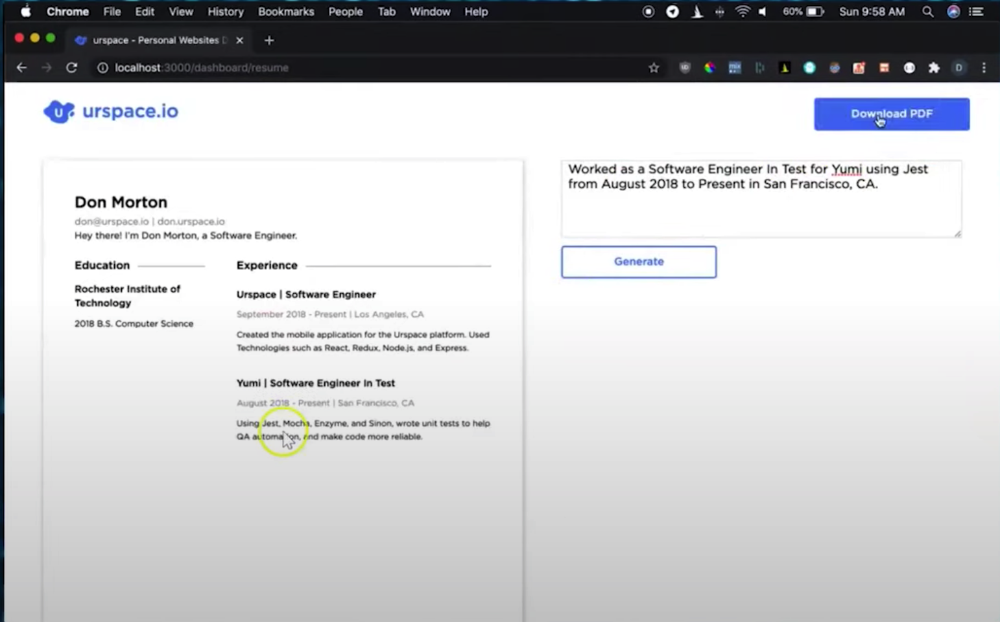 Chrome File Edit View History Bookmarks People Tab Window Help 60% Sun 9:58 AM
urspace - Personal Websites D
localhost:3000/dashboard/resume D
urspace.io
Download PDF
Don Morton
don@urspace.io | don.urspace.io
Hey there! I'm Don Morton, a Software Engineer.
Education
Rochester Institute of
Technology
2018 B.S. Computer Science
Experience
Urspace | Software Engineer
September 2018 - Present | Los Angeles, CA
Created the mobile application for the Urspace platform. Used
Technologies such as React, Redux, Node.js, and Express.
Yumi | Software Engineer In Test
August 2018 - Present | San Francisco, CA
Using Jest, Mocha, Enzyme, and Sinon, wrote unit tests to help
QA automation, and make code more reliable.
Worked as a Software Engineer In Test for Yumi using Jest
from August 2018 to Present in San Francisco, CA.
Generate